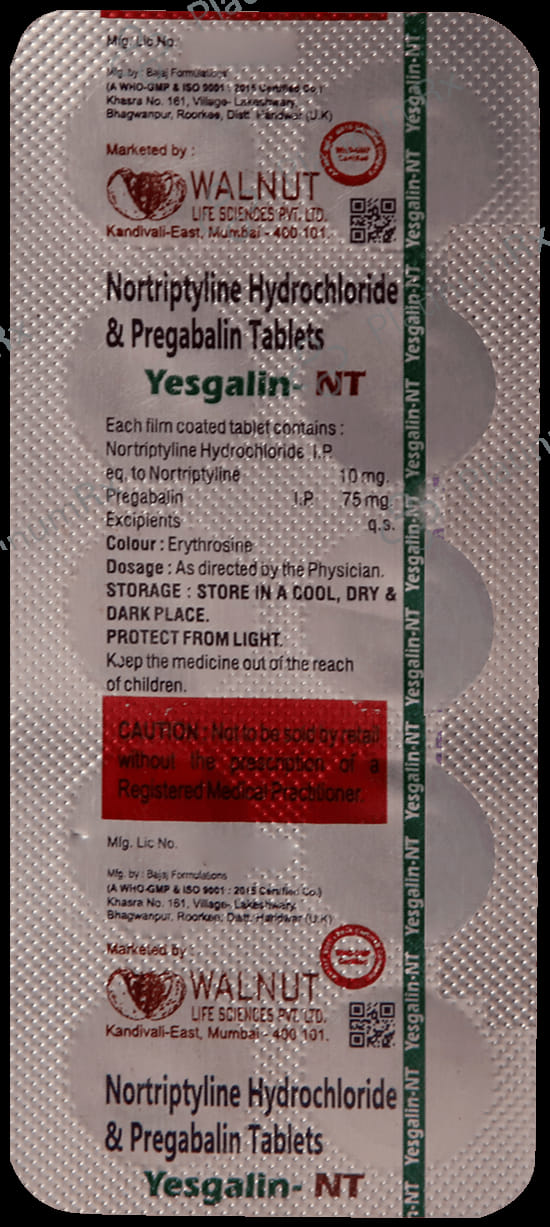 Mfg. Lic No.
Mfg. by : Bajaj Formulations
(A WHO-GMP & ISO 9001 : 2015 Certified Co.)
Khasra No. 161, Village- Lakeshwary,
Bhagwanpur, Roorkee, Distt. Haridwar (U.K)
Marketed by :
WALNUT
LIFE SCIENCES PVT. LTD.
Kandivali-East, Mumbai - 400 101.
Nortriptyline Hydrochloride
& Pregabalin Tablets
Yesgalin- NT
Each film coated tablet contains :
Nortriptyline Hydrochloride I.P.
eq. to Nortriptyline 10 mg.
Pregabalin I.P. 75 mg.
Excipients q.s.
Colour : Erythrosine
Dosage : As directed by the Physician.
STORAGE : STORE IN A COOL, DRY &
DARK PLACE.
PROTECT FROM LIGHT.
Keep the medicine out of the reach
of children.
CAUTION : Not to be sold by retail
without the prescription of a
Registered Medical Practitioner.
Mfg. Lic No.
Mfg. by : Bajaj Formulations
(A WHO-GMP & ISO 9001 : 2015 Certified Co.)
Khasra No. 161, Village- Lakeshwary,
Bhagwanpur, Roorkee, Distt. Haridwar (U.K)
Marketed by
WALNUT
LIFE SCIENCES PVT. LTD.
Kandivali-East, Mumbai - 400 101.
Nortriptyline Hydrochloride
& Pregabalin Tablets
Yesgalin- NT
Yesgalin-NT Yesgalin-NT Yesgalin-NT Yesgalin-NT Yesgalin-NT Yesgalin-NT Yesgalin-NT Yesgalin-NT Yesgalin-NT Yesgalin-NT